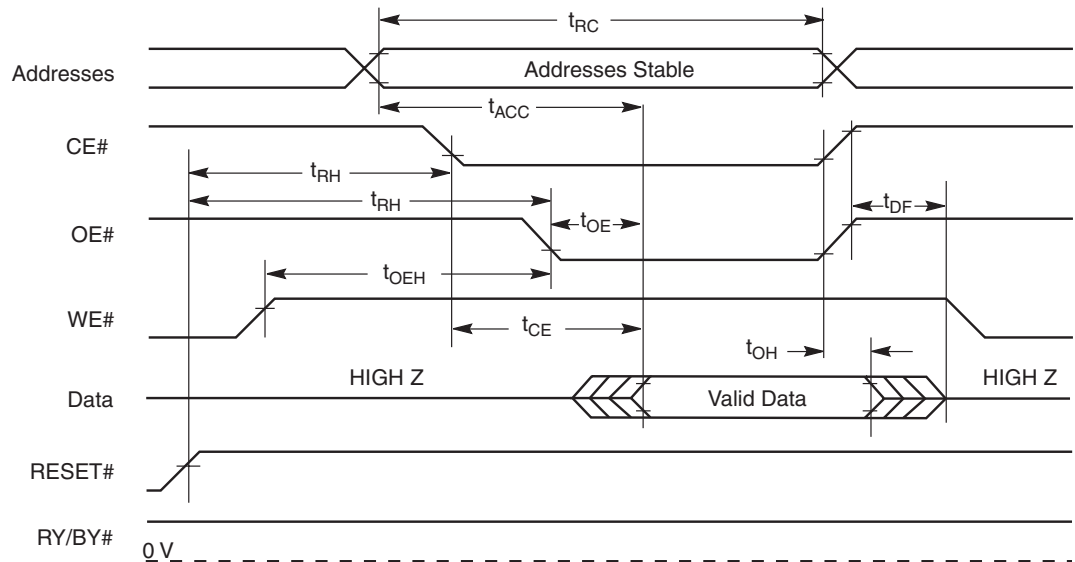 tRC
Addresses
Addresses Stable
tACC
CE#
tRH
tRH
tOE
tDF
OE#
tOEH
WE#
tCE
tOH
HIGH Z
HIGH Z
Data
Valid Data
RESET#
RY/BY#
0 V